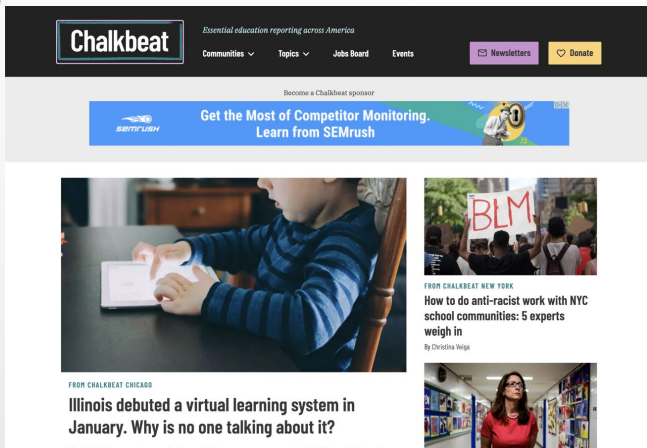 Chalkbeat
Essential education reporting across America
Communities
Topics
Jobs Board
Events
Newsletters
Donate
Become a Chalkbeat sponsor
SEMRUSH
Get the Most of Competitor Monitoring.
Learn from SEMrush
FROM CHALKBEAT CHICAGO
Illinois debuted a virtual learning system in
January. Why is no one talking about it?
BLM
FROM CHALKBEAT NEW YORK
How to do anti-racist work with NYC
school communities: 5 experts
weigh in
By Christina Veiga